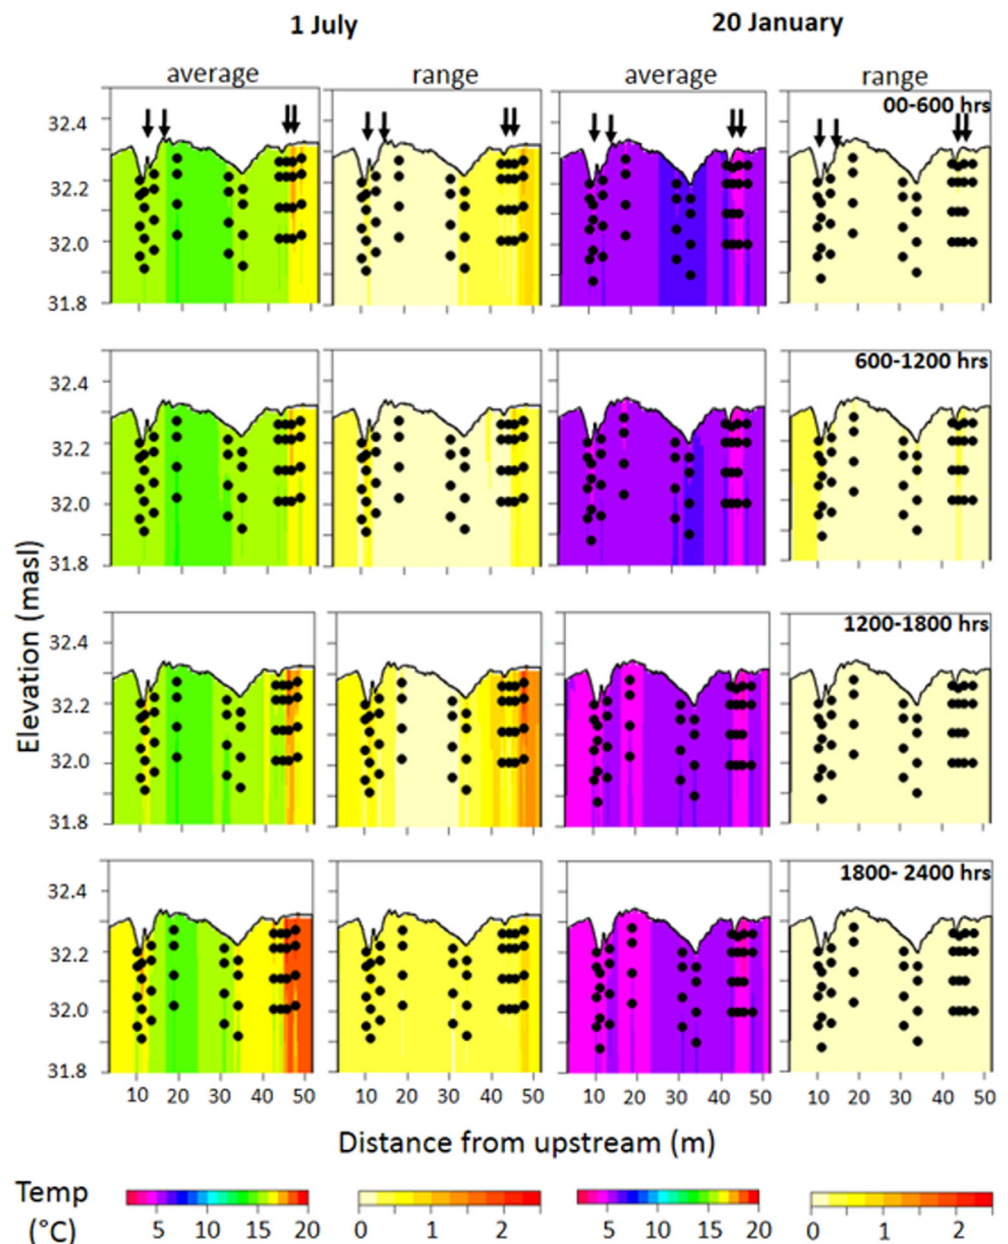 1 July 20 January
average range average range
00-600 hrs
32.4
32.2
32.0
31.8
600-1200 hrs
32.4
32.2
32.0
31.8
1200-1800 hrs
32.4
32.2
32.0
31.8
1800- 2400 hrs
32.4
32.2
32.0
31.8
Elevation (masl)
10 20 30 40 50 10 20 30 40 50 10 20 30 40 50 10 20 30 40 50
Distance from upstream (m)
Temp
(°C)
5 10 15 20 0 1 2 5 10 15 20 0 1 2